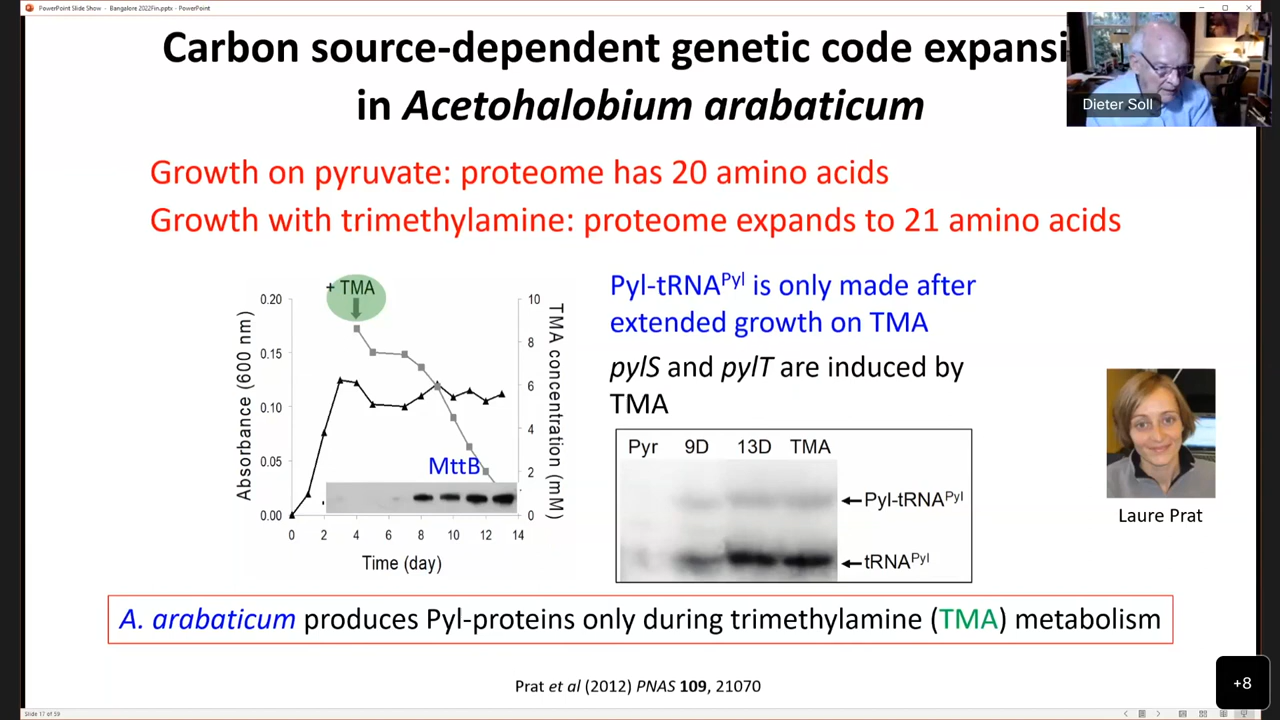 PowerPoint Slide Show - Bangalore 2022Fin.pptx - PowerPoint
Carbon source-dependent genetic code expansi
in Acetohalobium arabaticum
Dieter Soll
Growth on pyruvate: proteome has 20 amino acids
Growth with trimethylamine: proteome expands to 21 amino acids
+ TMA
0.20
0.15
0.10
0.05
0.00
Absorbance (600 nm)
10
8
6
4
2
0
TMA concentration (mM)
MttB
0 2 4 6 8 10 12 14
Time (day)
Pyl-tRNAPyl is only made after
extended growth on TMA
pylS and pylT are induced by
TMA
Pyr 9D 13D TMA
Pyl-tRNAPyl
tRNAPyl
Laure Prat
A. arabaticum produces Pyl-proteins only during trimethylamine (TMA) metabolism
Prat et al (2012) PNAS 109, 21070
+8
Slide 17 of 59